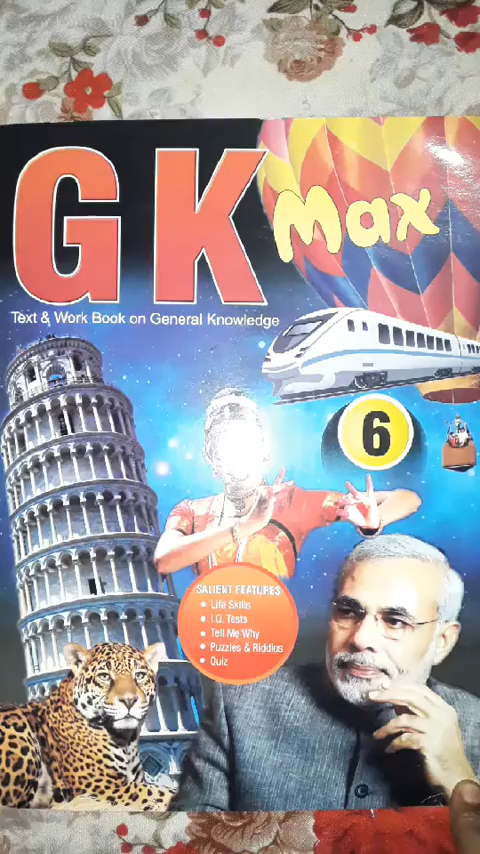 GK
Max
Text & Work Book on General Knowledge
6
SALIENT FEATURES
• Life Skills
• I.Q. Tests
• Tell Me Why
• Puzzles & Riddles
• Quiz